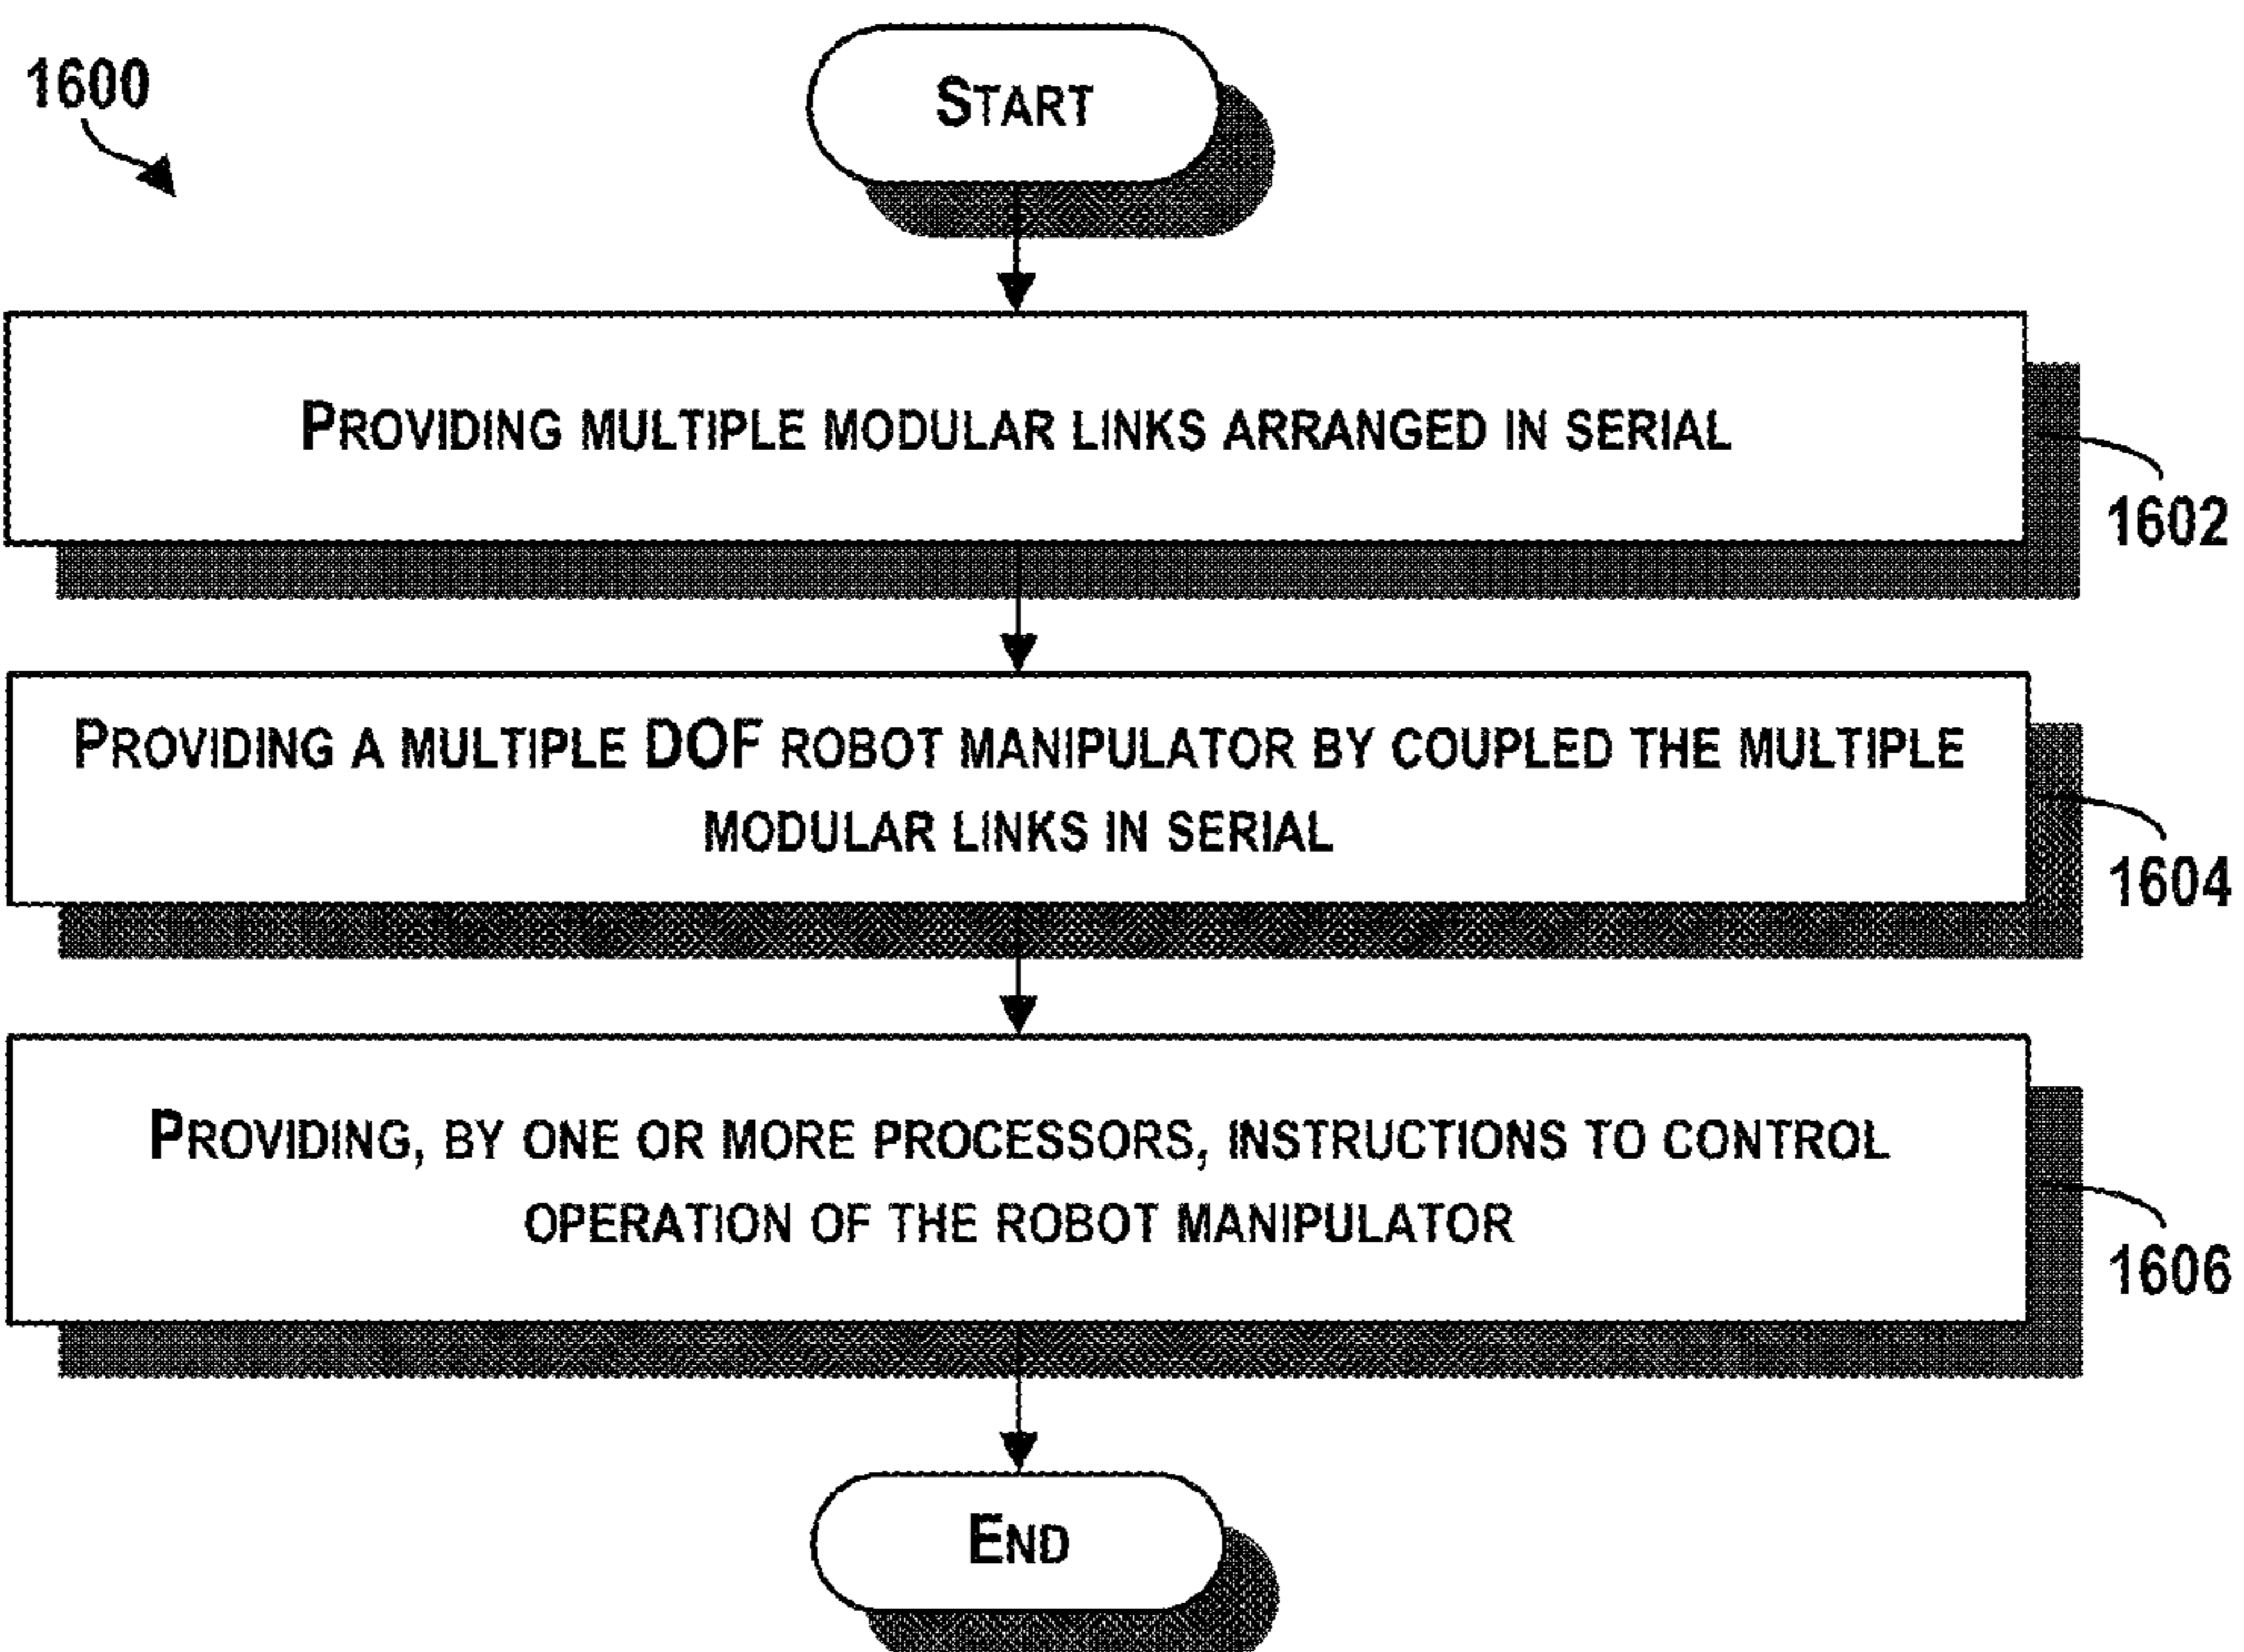 1600
START
PROVIDING MULTIPLE MODULAR LINKS ARRANGED IN SERIAL
1602
PROVIDING A MULTIPLE DOF ROBOT MANIPULATOR BY COUPLED THE MULTIPLE
MODULAR LINKS IN SERIAL
1604
PROVIDING, BY ONE OR MORE PROCESSORS, INSTRUCTIONS TO CONTROL
OPERATION OF THE ROBOT MANIPULATOR
1606
END